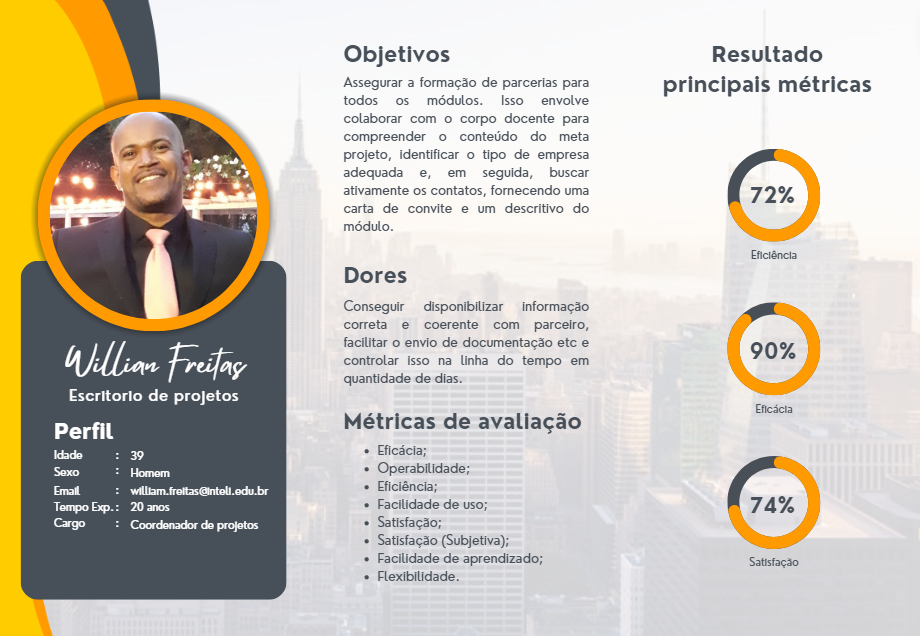 Willian Freitas
Escritorio de projetos
Perfil
Idade : 39
Sexo : Homem
Email : william.freitas@inteli.edu.br
Tempo Exp. : 20 anos
Cargo : Coordenador de projetos
Objetivos
Assegurar a formação de parcerias para
todos os módulos. Isso envolve
colaborar com o corpo docente para
compreender o conteúdo do meta
projeto, identificar o tipo de empresa
adequada e, em seguida, buscar
ativamente os contatos, fornecendo uma
carta de convite e um descritivo do
módulo.
Dores
Conseguir disponibilizar informação
correta e coerente com parceiro,
facilitar o envio de documentação etc e
controlar isso na linha do tempo em
quantidade de dias.
Métricas de avaliação
• Eficácia;
• Operabilidade;
• Eficiência;
• Facilidade de uso;
• Satisfação;
• Satisfação (Subjetiva);
• Facilidade de aprendizado;
• Flexibilidade.
Resultado
principais métricas
72%
Eficiência
90%
Eficácia
74%
Satisfação